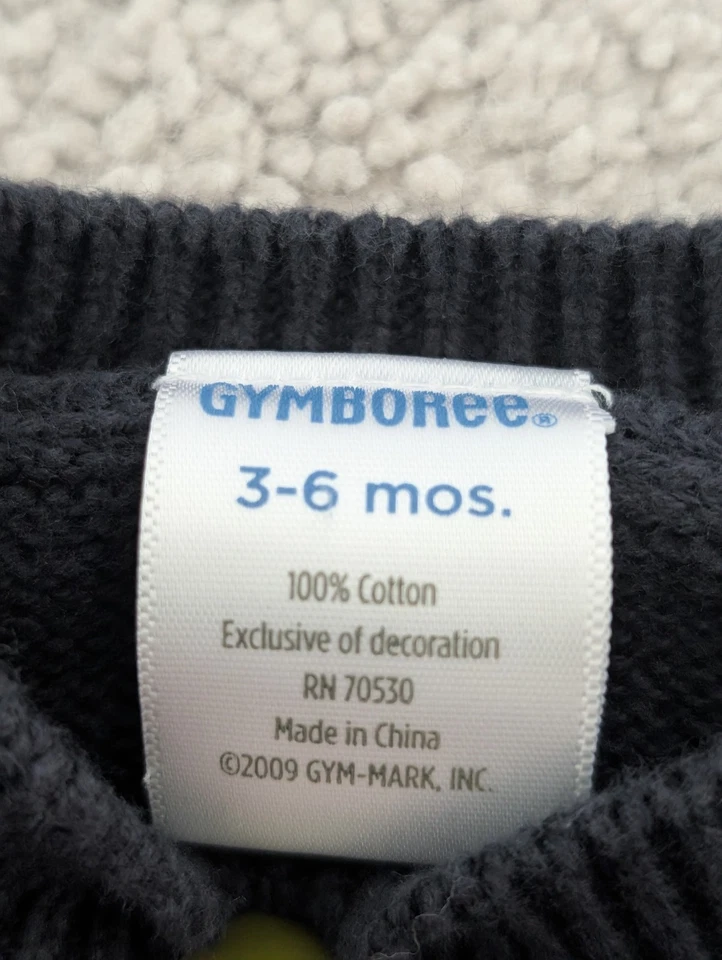 GYMBOREE®
3-6 mos.
100% Cotton
Exclusive of decoration
RN 70530
Made in China
©2009 GYM-MARK, INC.